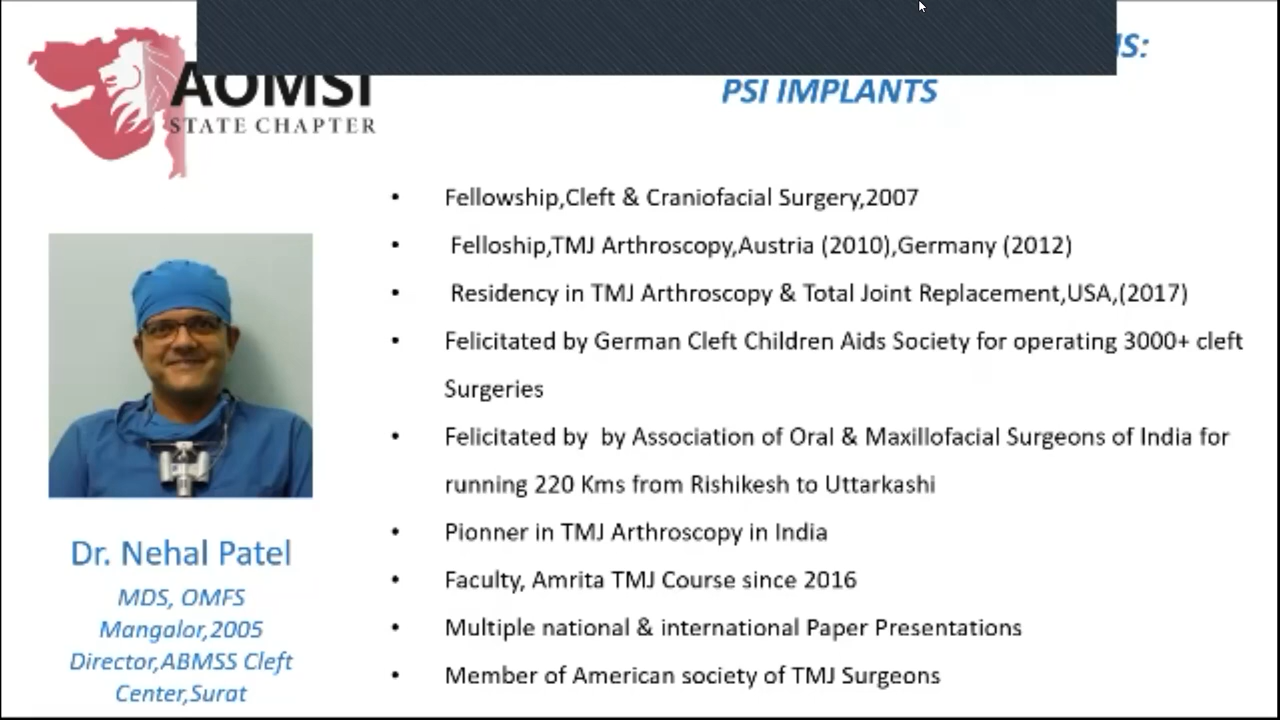 AOMSI
STATE CHAPTER
PSI IMPLANTS
• Fellowship,Cleft & Craniofacial Surgery,2007
• Felloship,TMJ Arthroscopy,Austria (2010),Germany (2012)
• Residency in TMJ Arthroscopy & Total Joint Replacement,USA,(2017)
• Felicitated by German Cleft Children Aids Society for operating 3000+ cleft
Surgeries
• Felicitated by by Association of Oral & Maxillofacial Surgeons of India for
running 220 Kms from Rishikesh to Uttarkashi
• Pionner in TMJ Arthroscopy in India
• Faculty, Amrita TMJ Course since 2016
• Multiple national & international Paper Presentations
• Member of American society of TMJ Surgeons
Dr. Nehal Patel
MDS, OMFS
Mangalor,2005
Director,ABMSS Cleft
Center,Surat